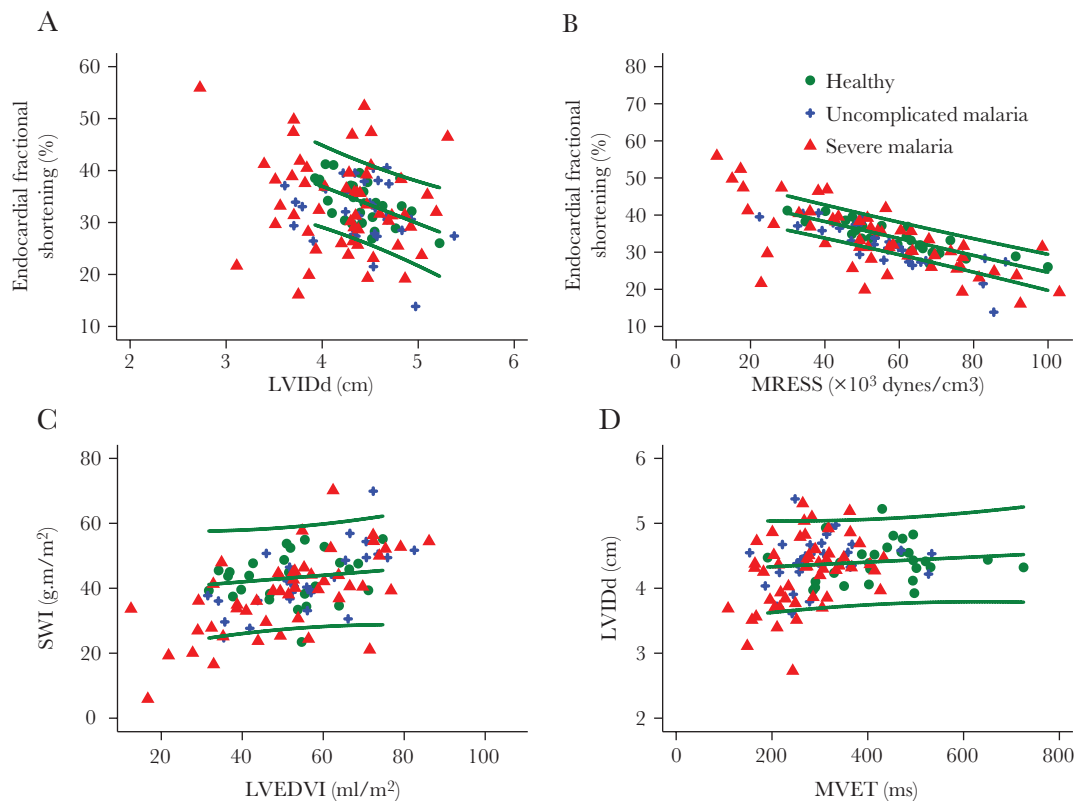 A
Endocardial fractional
shortening (%)
60
50
40
30
20
10
2
3
4
5
6
LVIDd (cm)
B
Endocardial fractional
shortening (%)
80
70
60
50
40
30
20
10
0
20
40
60
80
100
MRESS (×10³ dynes/cm3)
Healthy
Uncomplicated malaria
Severe malaria
C
SWI (g.m/m²)
80
60
40
20
0
20
40
60
80
100
LVEDVI (ml/m²)
D
LVIDd (cm)
6
5
4
3
2
0
200
400
600
800
MVET (ms)